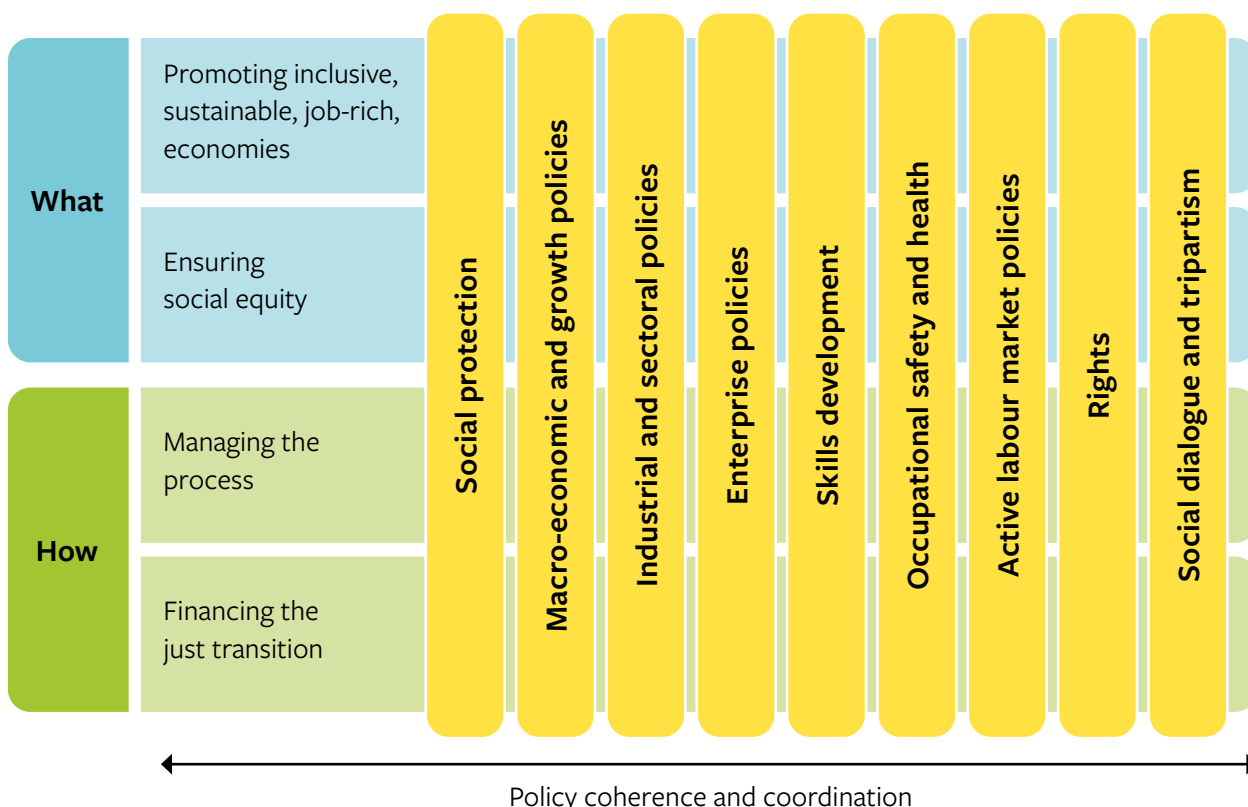 What
Promoting inclusive,
sustainable, job-rich,
economies
Ensuring
social equity
How
Managing the
process
Financing the
just transition
Social protection
Macro-economic and growth policies
Industrial and sectoral policies
Enterprise policies
Skills development
Occupational safety and health
Active labour market policies
Rights
Social dialogue and tripartism
Policy coherence and coordination